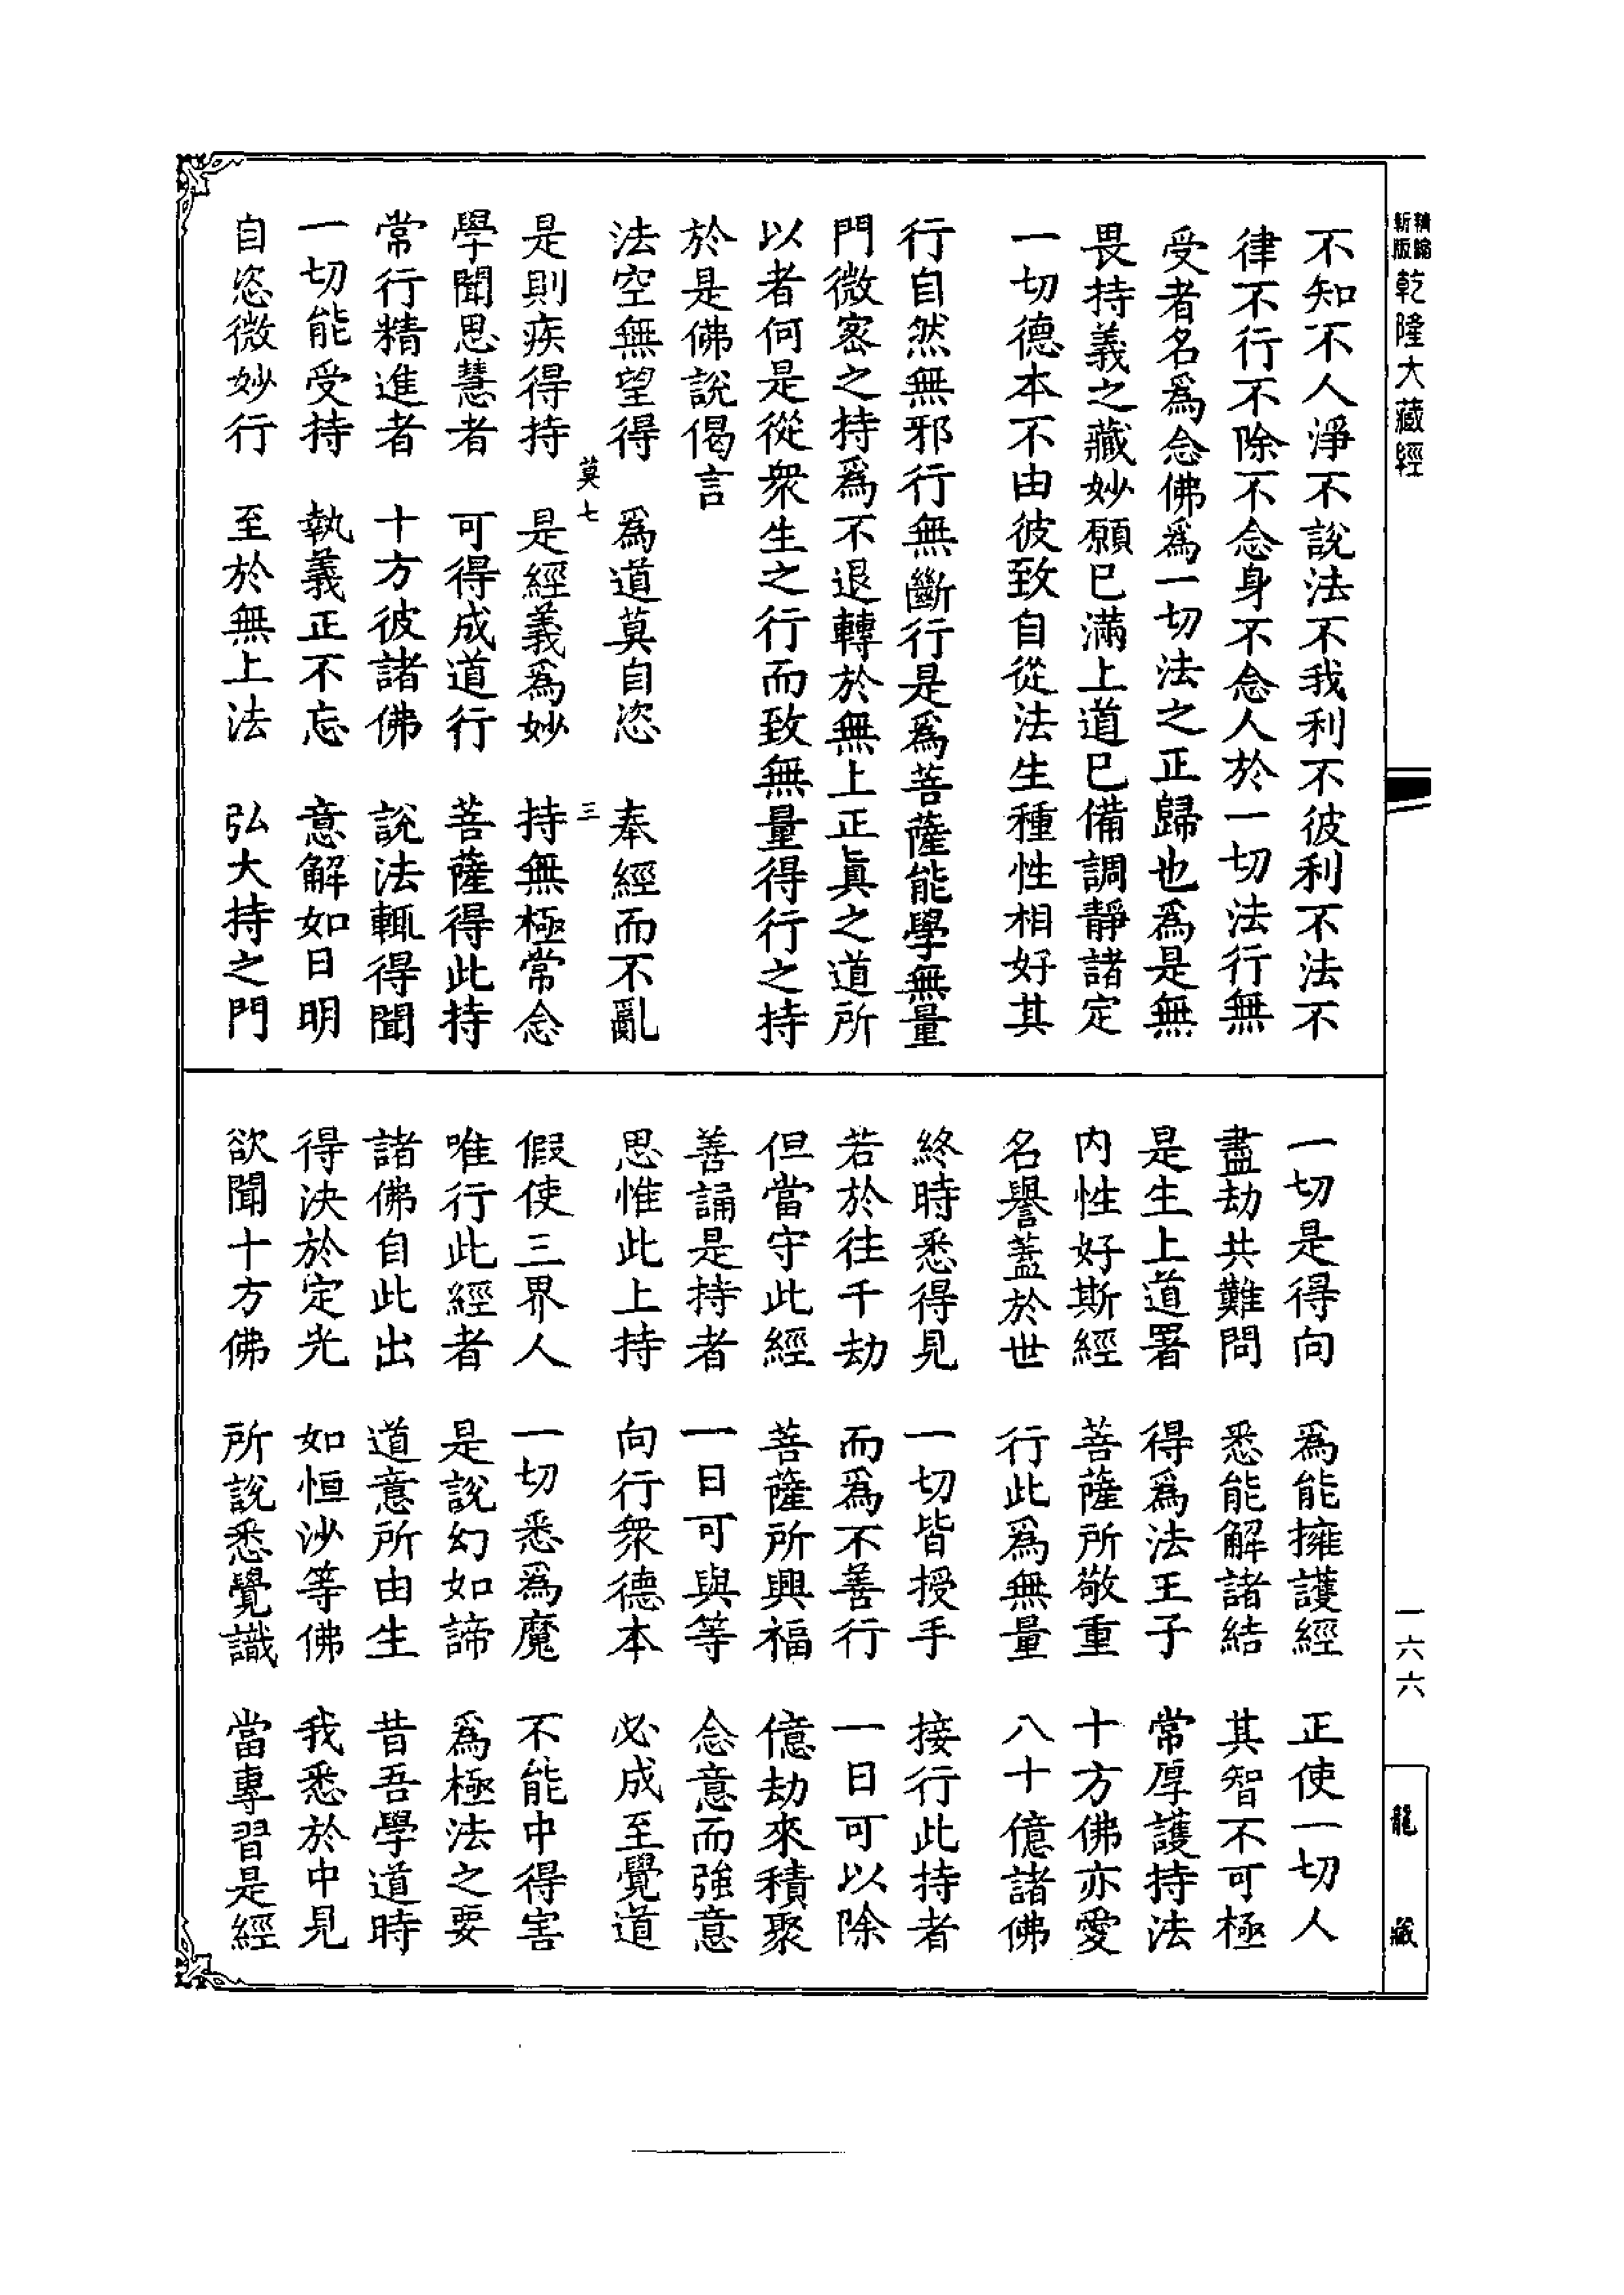 精縮
新版
乾隆大藏經
不知不人淨不說法不我利不彼利不法不
律不行不除不念身不念人於一切法行無
受者名爲念佛爲一切法之正歸也爲是無
畏持義之藏妙願已滿上道已備調靜諸定
一切德本不由彼致自從法生種性相好其
行自然無邪行無斷行是爲菩薩能學無量
門微密之持爲不退轉於無上正眞之道所
以者何是從衆生之行而致無量得行之持
於是佛說偈言
法空無望得　爲道莫自恣　奉經而不亂
莫七　三
是則疾得持　是經義爲妙　持無極常念
學聞思慧者　可得成道行　菩薩得此持
常行精進者　十方彼諸佛　說法輒得聞
一切能受持　執義正不忘　意解如日明
自恣微妙行　至於無上法　弘大持之門
一切是得向　爲能擁護經　正使一切人
盡劫共難問　悉能解諸結　其智不可極
是生上道署　得爲法王子　常厚護持法
內性好斯經　菩薩所敬重　十方佛亦愛
名譽蓋於世　行此爲無量　八十億諸佛
終時悉得見　一切皆授手　接行此持者
若於往千劫　而爲不善行　一日可以除
但當守此經　菩薩所興福　億劫來積聚
善誦是持者　一日可與等　念意而強意
思惟此上持　向行衆德本　必成至覺道
假使三界人　一切悉爲魔　不能中得害
唯行此經者　是說幻如諦　爲極法之要
諸佛自此出　道意所由生　昔吾學道時
得決於定光　如恒沙等佛　我悉於中見
欲聞十方佛　所說悉覺識　當專習是經
一六六
龍藏